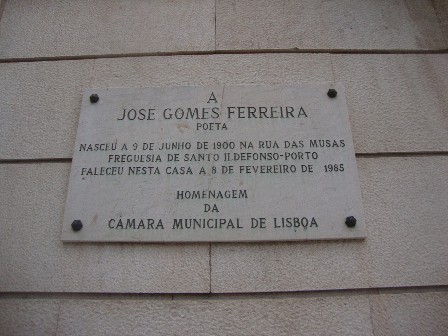 A
JOSÉ GOMES FERREIRA
POETA
NASCEU A 9 DE JUNHO DE 1900 NA RUA DAS MUSAS
FREGUESIA DE SANTO ILDEFONSO-PORTO
FALECEU NESTA CASA A 8 DE FEVEREIRO DE 1985
HOMENAGEM
DA
CÂMARA MUNICIPAL DE LISBOA